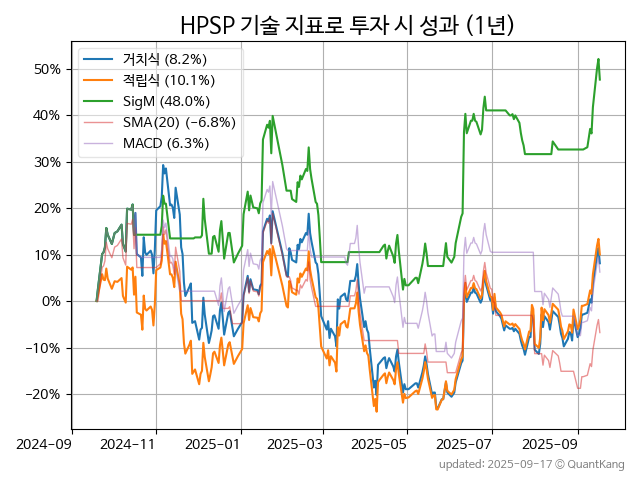 HPSP 기술 지표로 투자 시 성과 (1년)
거치식 (8.2%)
적립식 (10.1%)
SigM (48.0%)
SMA(20) (−6.8%)
MACD (6.3%)
50%
40%
30%
20%
10%
0%
−10%
−20%
2024-09 2024-11 2025-01 2025-03 2025-05 2025-07 2025-09
updated: 2025-09-17 © QuantKang